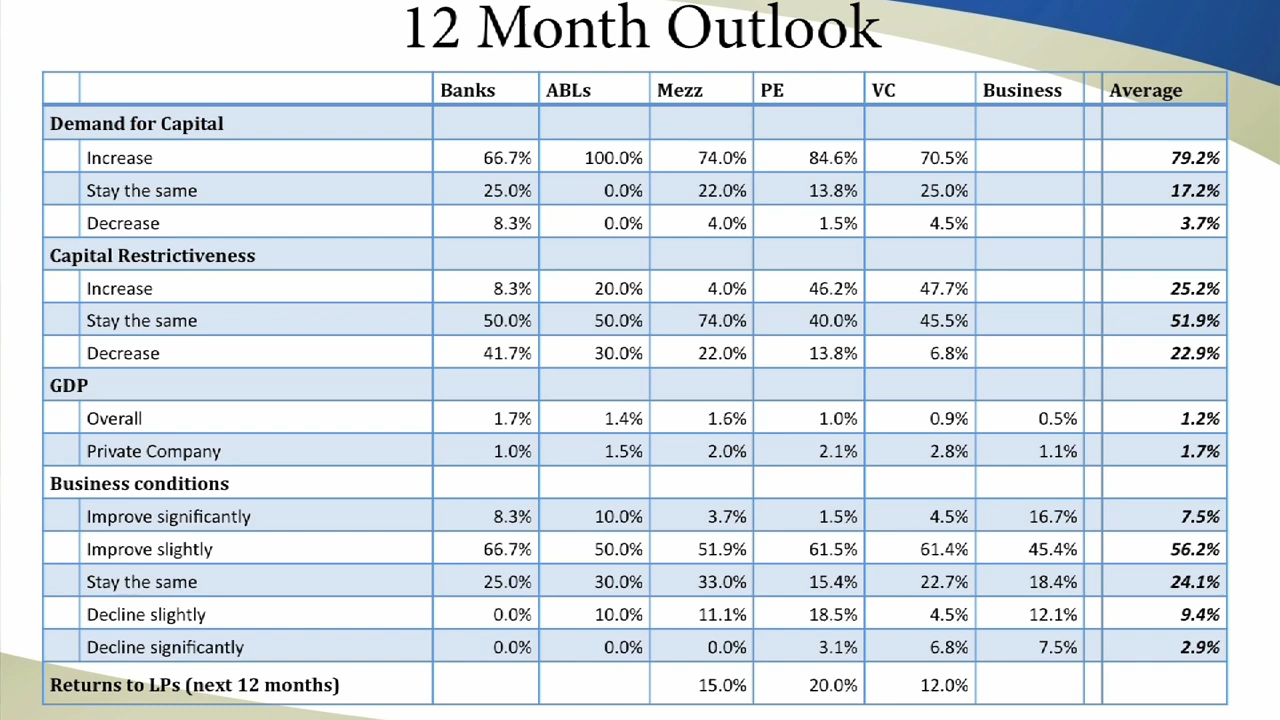 12 Month Outlook
Banks ABLs Mezz PE VC Business Average
Demand for Capital
Increase 66.7% 100.0% 74.0% 84.6% 70.5% 79.2%
Stay the same 25.0% 0.0% 22.0% 13.8% 25.0% 17.2%
Decrease 8.3% 0.0% 4.0% 1.5% 4.5% 3.7%
Capital Restrictiveness
Increase 8.3% 20.0% 4.0% 46.2% 47.7% 25.2%
Stay the same 50.0% 50.0% 74.0% 40.0% 45.5% 51.9%
Decrease 41.7% 30.0% 22.0% 13.8% 6.8% 22.9%
GDP
Overall 1.7% 1.4% 1.6% 1.0% 0.9% 0.5% 1.2%
Private Company 1.0% 1.5% 2.0% 2.1% 2.8% 1.1% 1.7%
Business conditions
Improve significantly 8.3% 10.0% 3.7% 1.5% 4.5% 16.7% 7.5%
Improve slightly 66.7% 50.0% 51.9% 61.5% 61.4% 45.4% 56.2%
Stay the same 25.0% 30.0% 33.0% 15.4% 22.7% 18.4% 24.1%
Decline slightly 0.0% 10.0% 11.1% 18.5% 4.5% 12.1% 9.4%
Decline significantly 0.0% 0.0% 0.0% 3.1% 6.8% 7.5% 2.9%
Returns to LPs (next 12 months) 15.0% 20.0% 12.0%